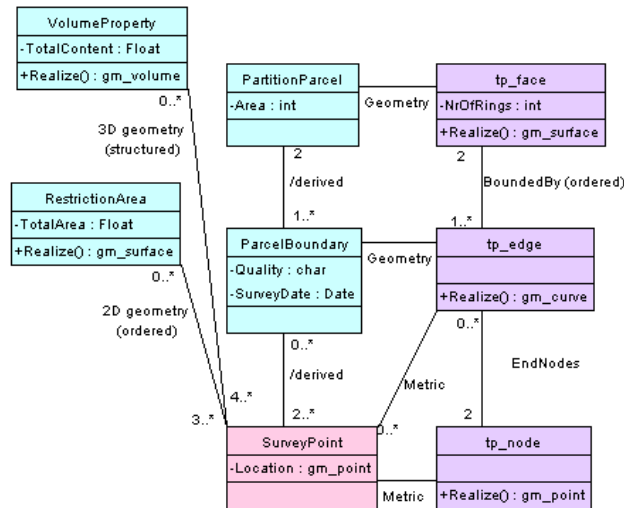 VolumeProperty
-TotalContent : Float
+Realize() : gm_volume
0..*
3D geometry
(structured)
PartitionParcel
-Area : int
Geometry
tp_face
-NrOfRings : int
+Realize() : gm_surface
2
2
/derived
BoundedBy (ordered)
1..*
1..*
RestrictionArea
-TotalArea : Float
+Realize() : gm_surface
0..*
2D geometry
(ordered)
ParcelBoundary
-Quality : char
-SurveyDate : Date
Geometry
tp_edge
+Realize() : gm_curve
0..*
0..*
/derived
Metric
EndNodes
4..*
3..*
2..*
0..*
2
SurveyPoint
-Location : gm_point
Metric
tp_node
+Realize() : gm_point